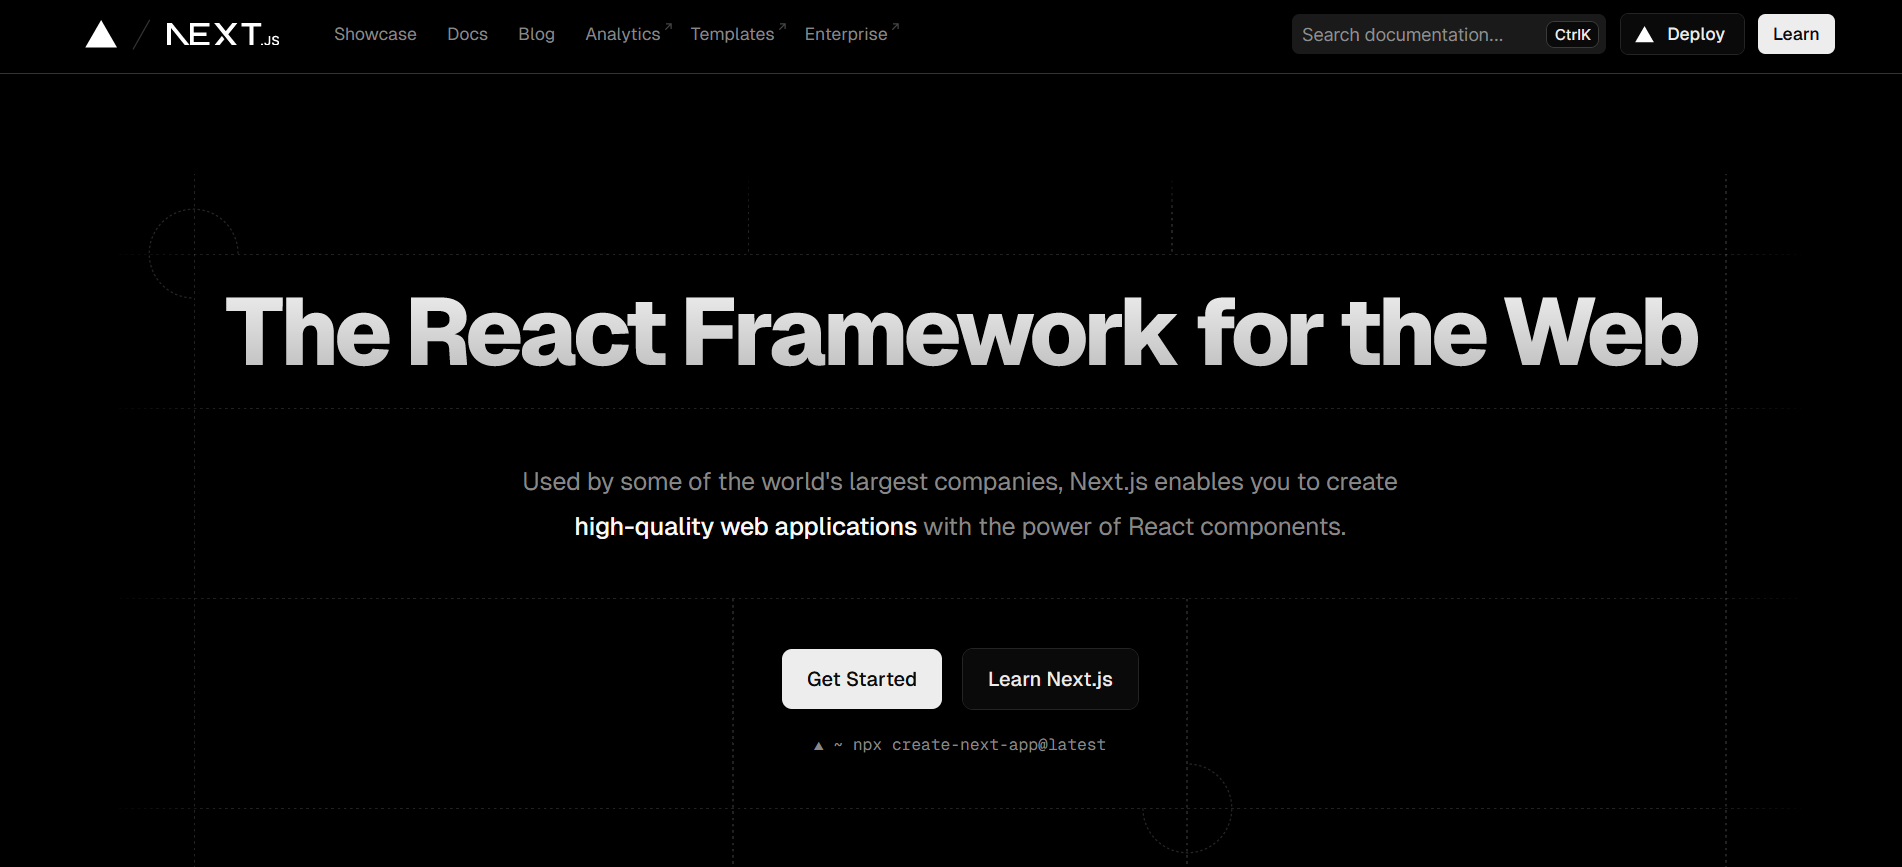 NEXT.JS
Showcase
Docs
Blog
Analytics
Templates
Enterprise
Search documentation...
CtrlK
Deploy
Learn
The React Framework for the Web
Used by some of the world's largest companies, Next.js enables you to create
high-quality web applications with the power of React components.
Get Started
Learn Next.js
▲ ~ npx create-next-app@latest